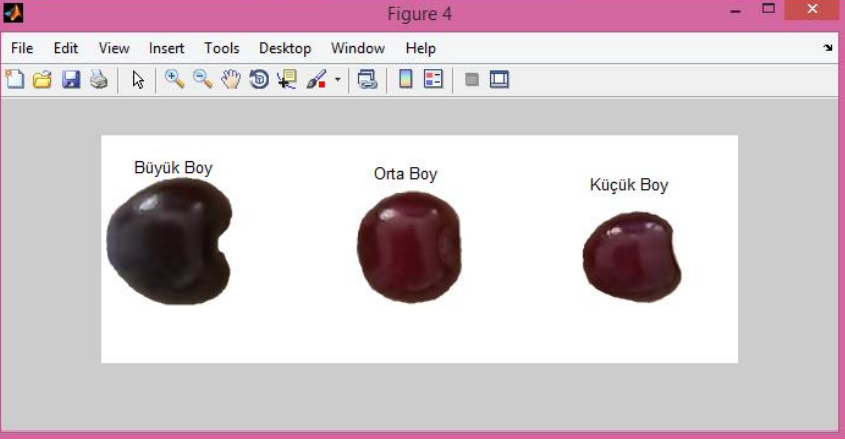 Figure 4
File Edit View Insert Tools Desktop Window Help
Büyük Boy
Orta Boy
Küçük Boy